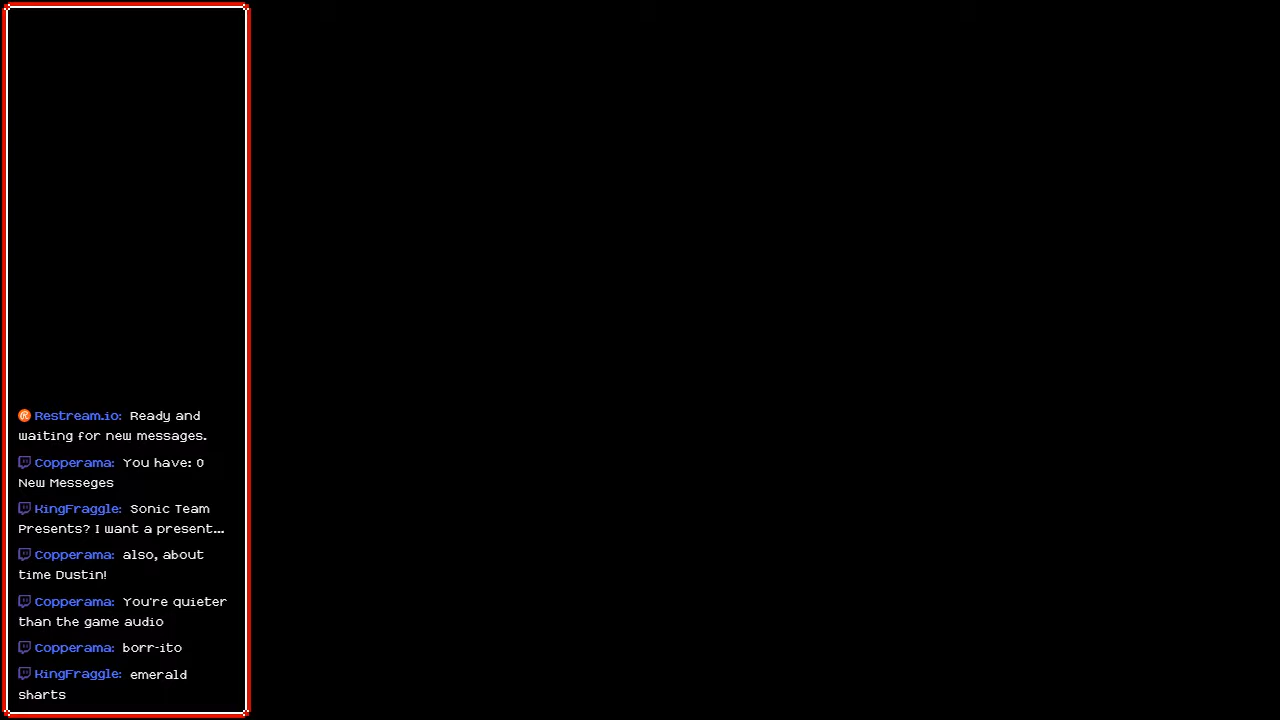 Restream.io: Ready and
waiting for new messages.
Copperama: You have: 0
New Messeges
KingFraggle: Sonic Team
Presents? I want a present...
Copperama: also, about
time Dustin!
Copperama: You're quieter
than the game audio
Copperama: borr-ito
KingFraggle: emerald
sharts